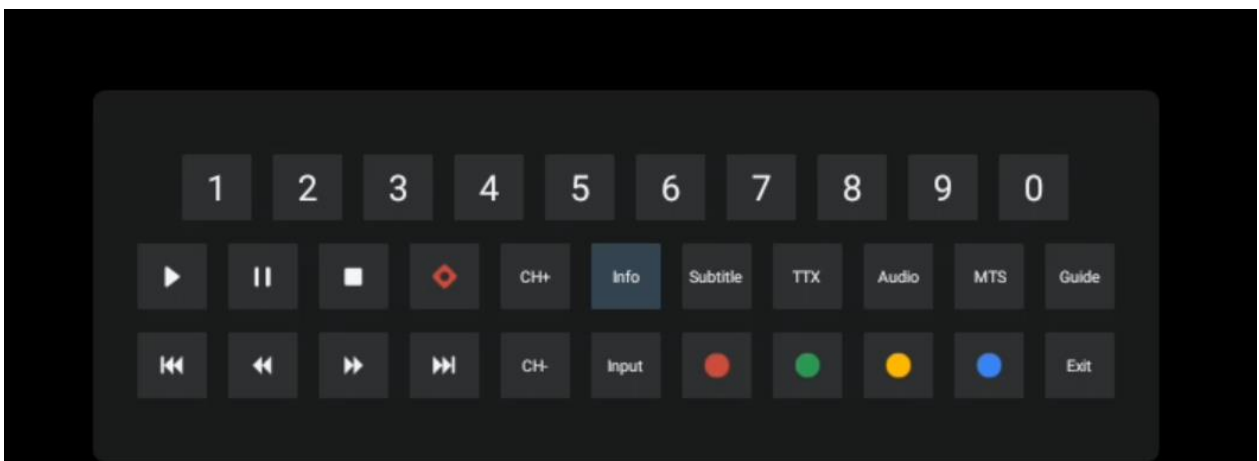 1 2 3 4 5 6 7 8 9 0
CH+ Info Subtitle TTX Audio MTS Guide
CH- Input Exit